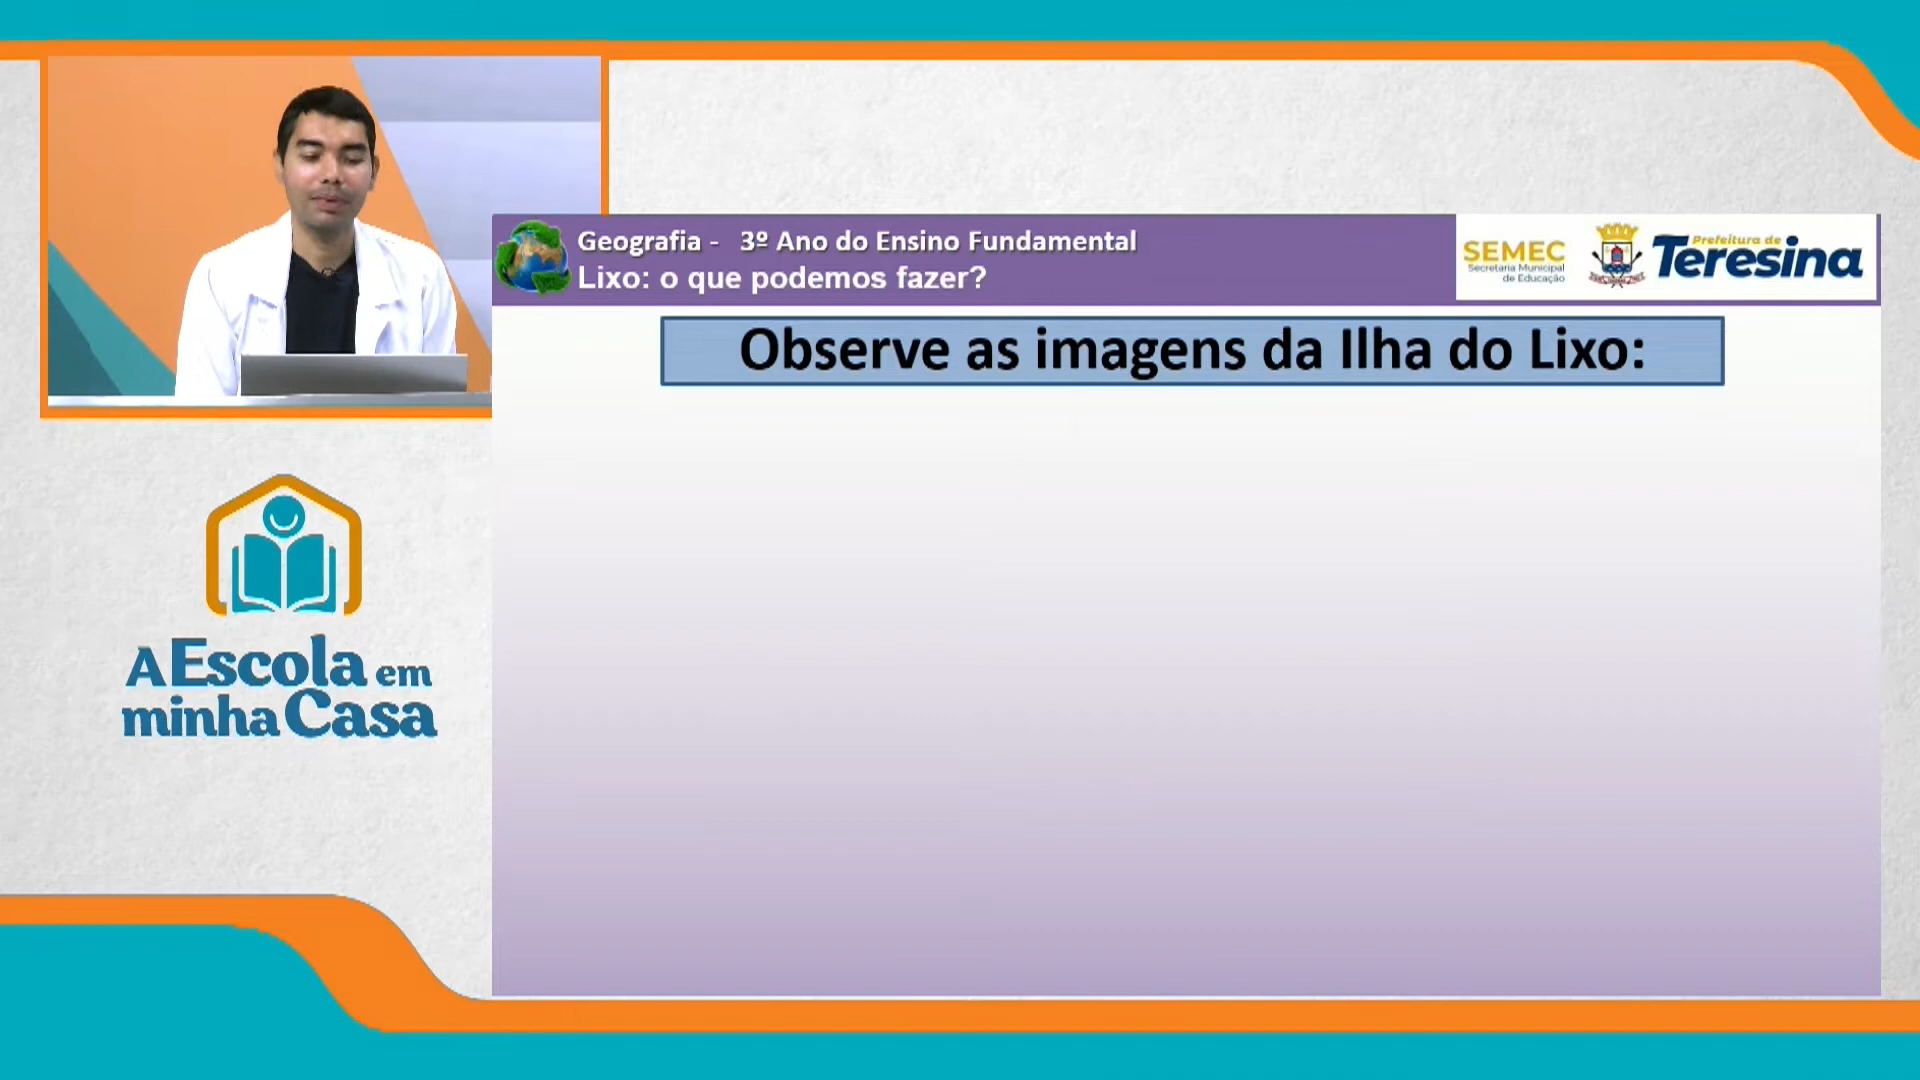 Geografia - 3º Ano do Ensino Fundamental
Lixo: o que podemos fazer?
SEMEC
Secretaria Municipal
de Educação
Prefeitura de
Teresina
Observe as imagens da Ilha do Lixo:
A Escola em
minha Casa